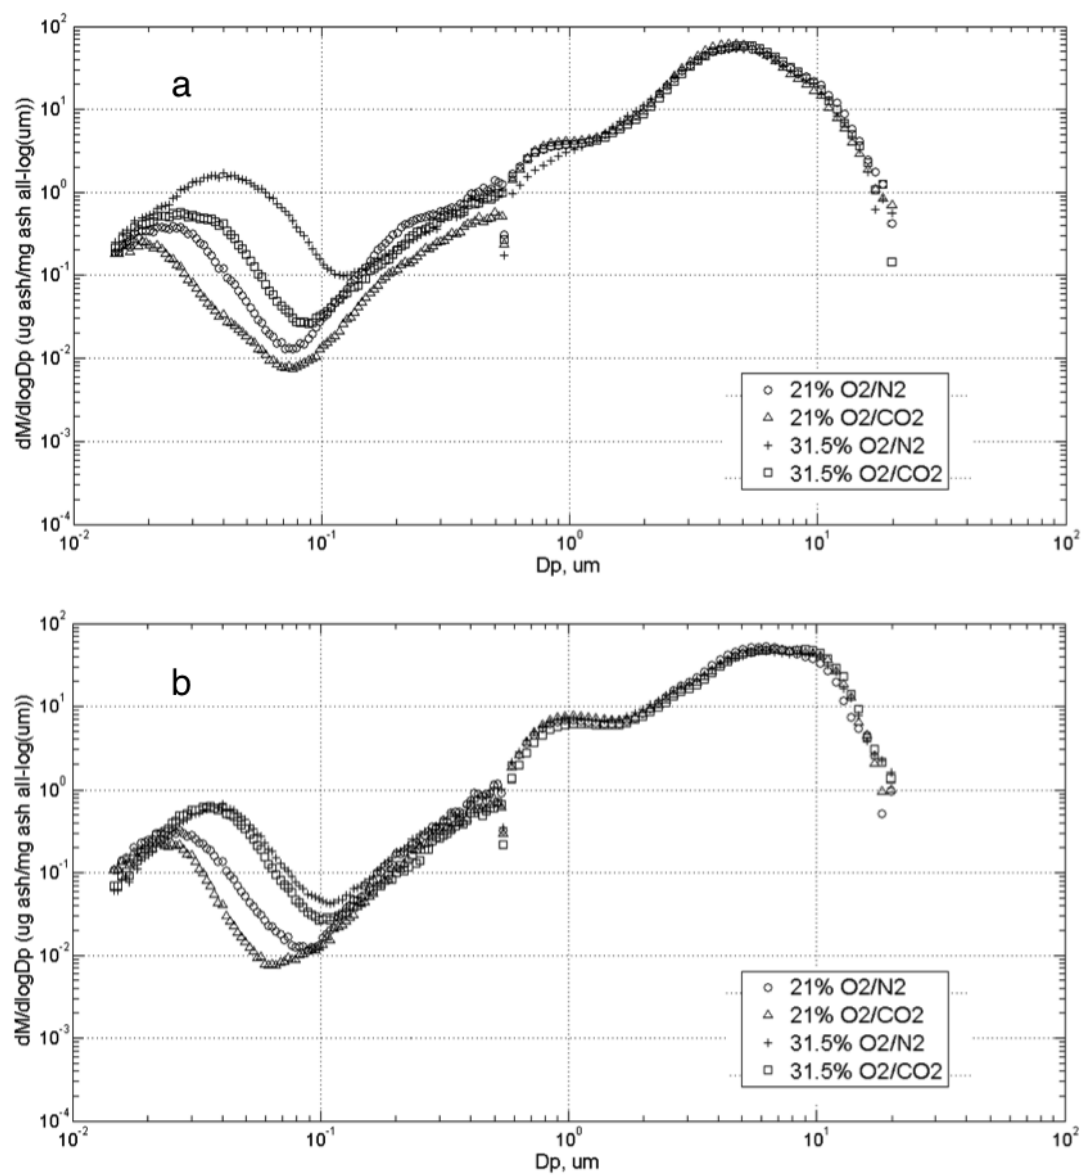 a
10^2
10^1
10^0
10^-1
10^-2
10^-3
10^-4
dM/dlogDp (ug ash/mg ash all-log(um))
21% O2/N2
21% O2/CO2
31.5% O2/N2
31.5% O2/CO2
10^-2 10^-1 10^0 10^1 10^2
Dp, um
b
10^2
10^1
10^0
10^-1
10^-2
10^-3
10^-4
dM/dlogDp (ug ash/mg ash all-log(um))
21% O2/N2
21% O2/CO2
31.5% O2/N2
31.5% O2/CO2
10^-2 10^-1 10^0 10^1 10^2
Dp, um